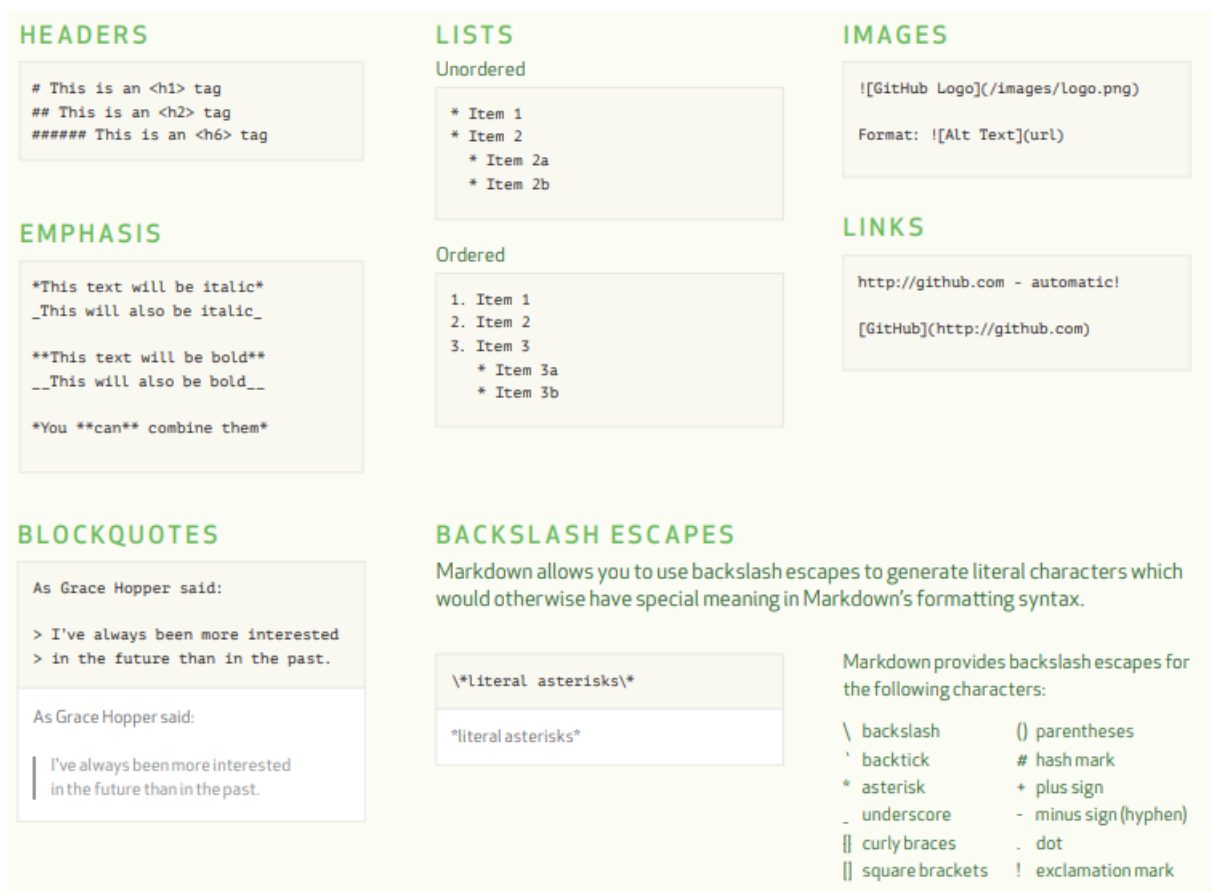 HEADERS
# This is an <h1> tag
## This is an <h2> tag
###### This is an <h6> tag
EMPHASIS
*This text will be italic*
_This will also be italic_
**This text will be bold**
__This will also be bold__
*You **can** combine them*
LISTS
Unordered
* Item 1
* Item 2
  * Item 2a
  * Item 2b
Ordered
1. Item 1
2. Item 2
3. Item 3
   * Item 3a
   * Item 3b
IMAGES
![GitHub Logo](/images/logo.png)
Format: ![Alt Text](url)
LINKS
http://github.com - automatic!
[GitHub](http://github.com)
BLOCKQUOTES
As Grace Hopper said:
> I've always been more interested
> in the future than in the past.
As Grace Hopper said:
I've always been more interested
in the future than in the past.
BACKSLASH ESCAPES
Markdown allows you to use backslash escapes to generate literal characters which
would otherwise have special meaning in Markdown's formatting syntax.
\*literal asterisks\*
*literal asterisks*
Markdown provides backslash escapes for
the following characters:
\ backslash
` backtick
* asterisk
_ underscore
{} curly braces
[] square brackets
() parentheses
# hash mark
+ plus sign
- minus sign (hyphen)
. dot
! exclamation mark